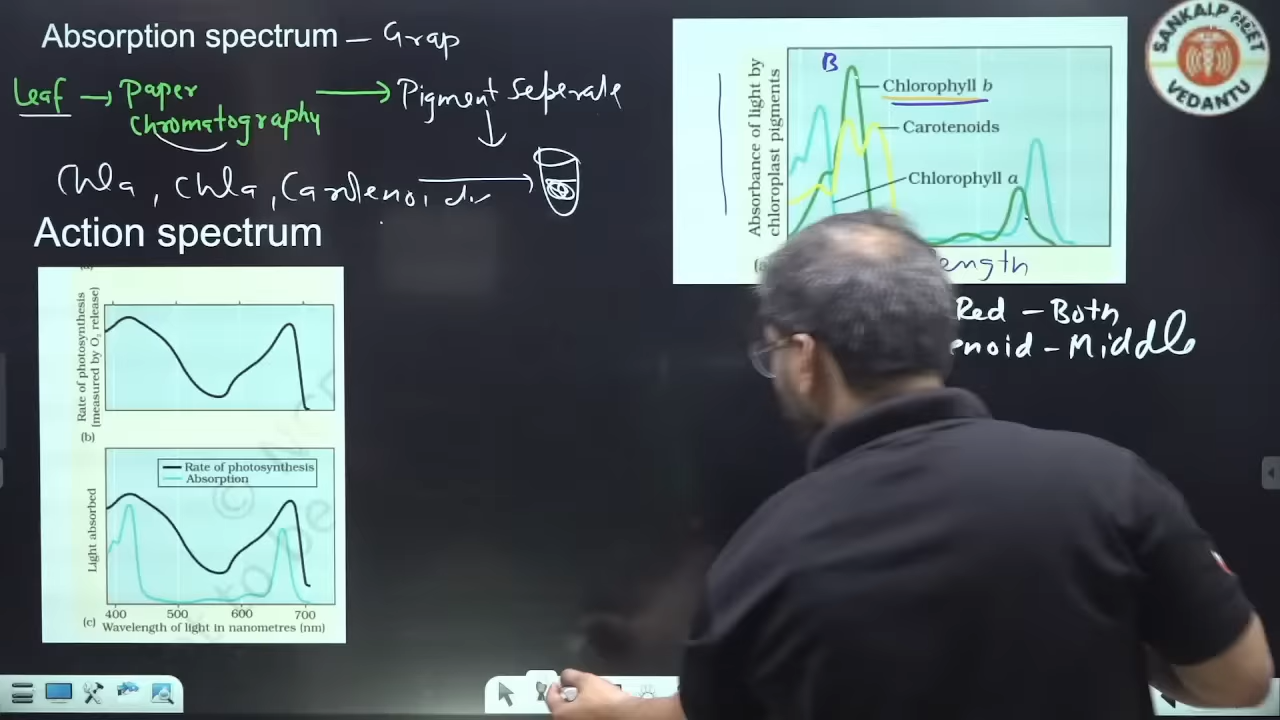 Absorption spectrum – Grap
Leaf → Paper Chromatography → Pigment Seperate
Chla, Chla, Carotenoids
Action spectrum
Rate of photosynthesis
(measured by O₂ release)
(b)
Rate of photosynthesis
Absorption
Light absorbed
400 500 600 700
(c) Wavelength of light in nanometres (nm)
Absorbance of light by
chloroplast pigments
B
Chlorophyll b
Carotenoids
Chlorophyll a
(a
ength
Red – Both
enoid – Middle
SANKALP NEET
VEDANTU